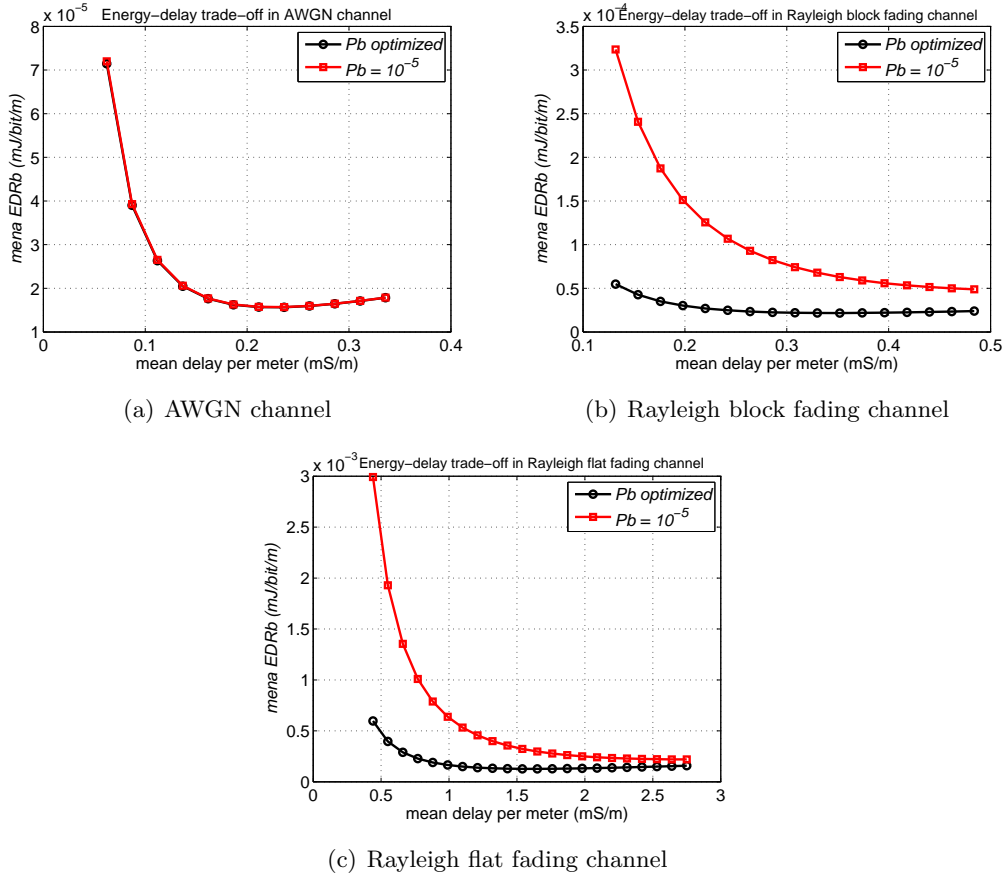 x 10⁻⁵
Energy−delay trade−off in AWGN channel
8
7
6
5
4
3
2
1
0
0.1
0.2
0.3
0.4
mena EDRb (mJ/bit/m)
mean delay per meter (mS/m)
Pb optimized
Pb = 10⁻⁵
(a) AWGN channel
x 10⁻⁴
Energy−delay trade−off in Rayleigh block fading channel
3.5
3
2.5
2
1.5
1
0.5
0
0.1
0.2
0.3
0.4
0.5
mena EDRb (mJ/bit/m)
mean delay per meter (mS/m)
Pb optimized
Pb = 10⁻⁵
(b) Rayleigh block fading channel
x 10⁻³
Energy−delay trade−off in Rayleigh flat fading channel
3
2.5
2
1.5
1
0.5
0
0
0.5
1
1.5
2
2.5
3
mena EDRb (mJ/bit/m)
mean delay per meter (mS/m)
Pb optimized
Pb = 10⁻⁵
(c) Rayleigh flat fading channel